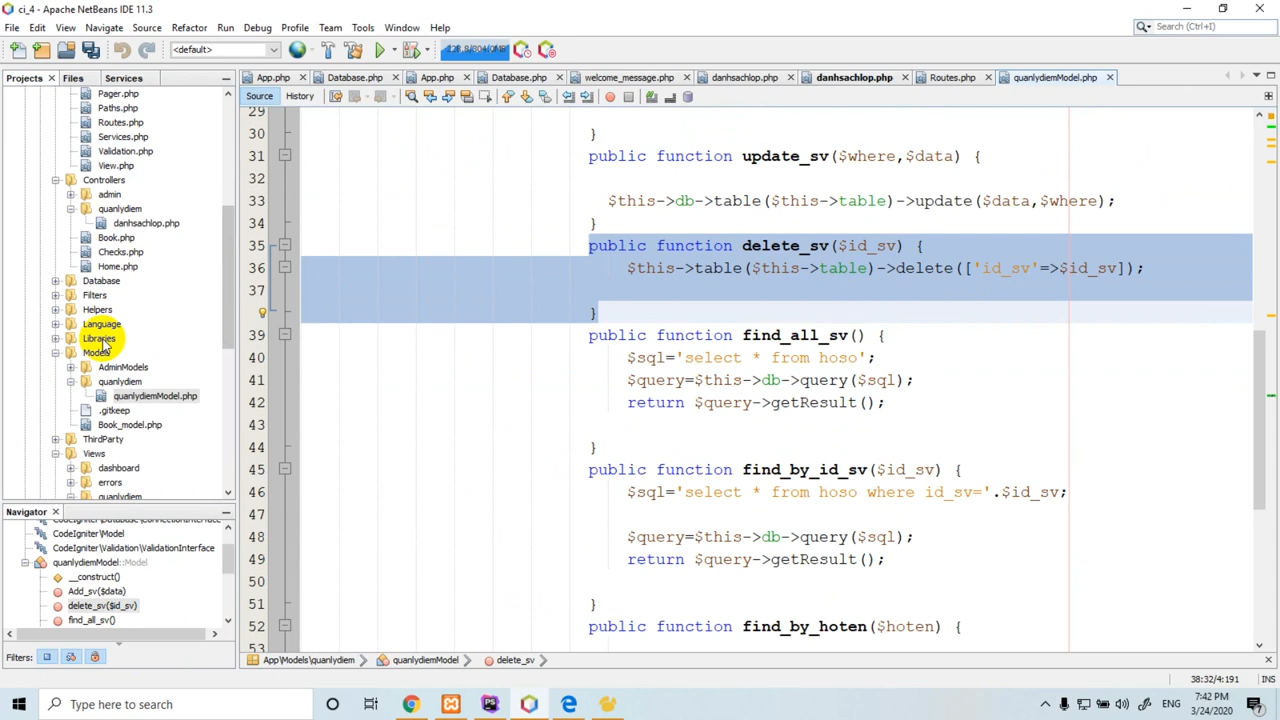 ci_4 - Apache NetBeans IDE 11.3
File Edit View Navigate Source Refactor Run Debug Profile Team Tools Window Help
Search (Ctrl+I)
<default>
Projects Files Services
App.php Database.php App.php Database.php welcome_message.php danhsachlop.php danhsachlop.php Routes.php quanlydiemModel.php
Source History
Pager.php
Paths.php
Routes.php
Services.php
Validation.php
View.php
Controllers
admin
quanlydiem
danhsachlop.php
Book.php
Checks.php
Home.php
Database
Filters
Helpers
Language
Libraries
Models
AdminModels
quanlydiem
quanlydiemModel.php
.gitkeep
Book_model.php
ThirdParty
Views
dashboard
errors
quanlydiem
Navigator
CodeIgniter\Database\ConnectionInterface
CodeIgniter\Model
CodeIgniter\Validation\ValidationInterface
quanlydiemModel::Model
__construct()
Add_sv($data)
delete_sv($id_sv)
find_all_sv()
Filters:
29
30 }
31 public function update_sv($where,$data) {
32
33 $this->db->table($this->table)->update($data,$where);
34 }
35 public function delete_sv($id_sv) {
36 $this->table($this->table)->delete(['id_sv'=>$id_sv]);
37
}
39 public function find_all_sv() {
40 $sql='select * from hoso';
41 $query=$this->db->query($sql);
42 return $query->getResult();
43
44 }
45 public function find_by_id_sv($id_sv) {
46 $sql='select * from hoso where id_sv='.$id_sv;
47
48 $query=$this->db->query($sql);
49 return $query->getResult();
50
51 }
52 public function find_by_hoten($hoten) {
53
App\Models\quanlydiem quanlydiemModel delete_sv
38:32/4:191 INS
Type here to search
ENG
7:42 PM
3/24/2020
7